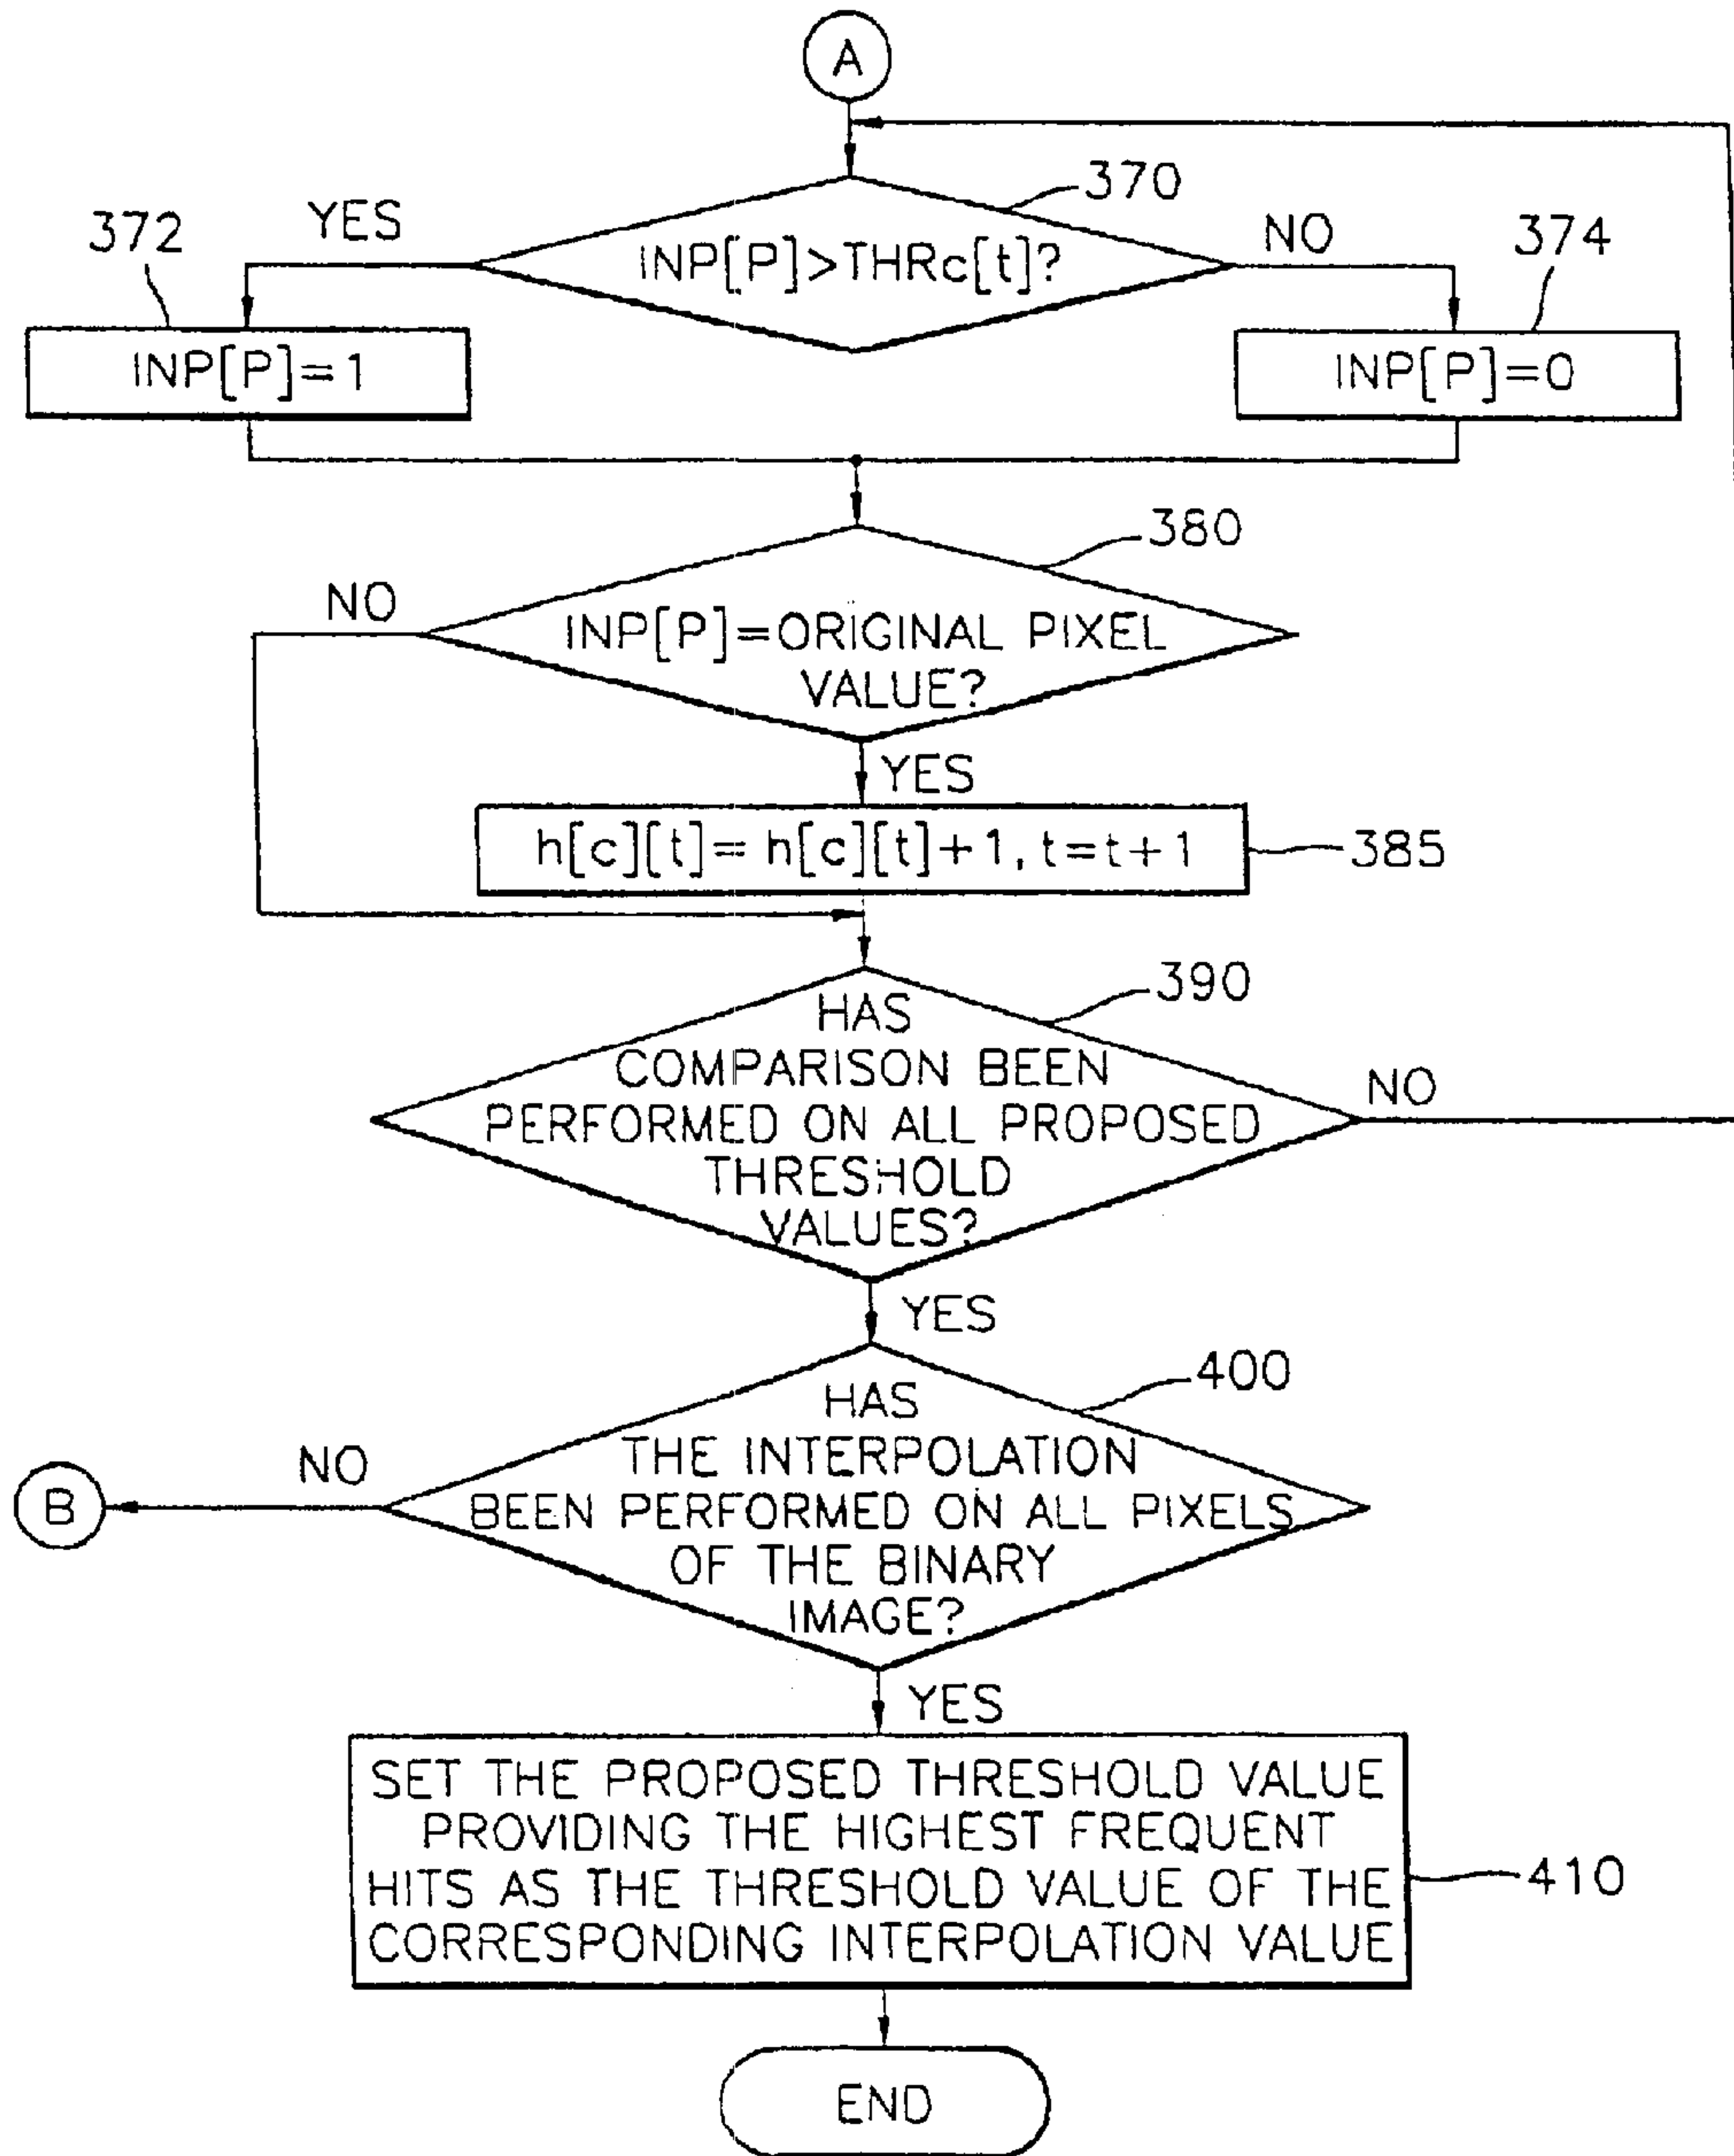 A
370
YES
NO
372
374
INP[P]>THRc[t]?
INP[P]=1
INP[P]=0
380
NO
INP[P]=ORIGINAL PIXEL
VALUE?
YES
h[c][t]= h[c][t]+1, t=t+1
385
390
HAS
COMPARISON BEEN
PERFORMED ON ALL PROPOSED
THRESHOLD
VALUES?
NO
YES
400
HAS
THE INTERPOLATION
BEEN PERFORMED ON ALL PIXELS
OF THE BINARY
IMAGE?
NO
B
YES
SET THE PROPOSED THRESHOLD VALUE
PROVIDING THE HIGHEST FREQUENT
HITS AS THE THRESHOLD VALUE OF THE
CORRESPONDING INTERPOLATION VALUE
410
END